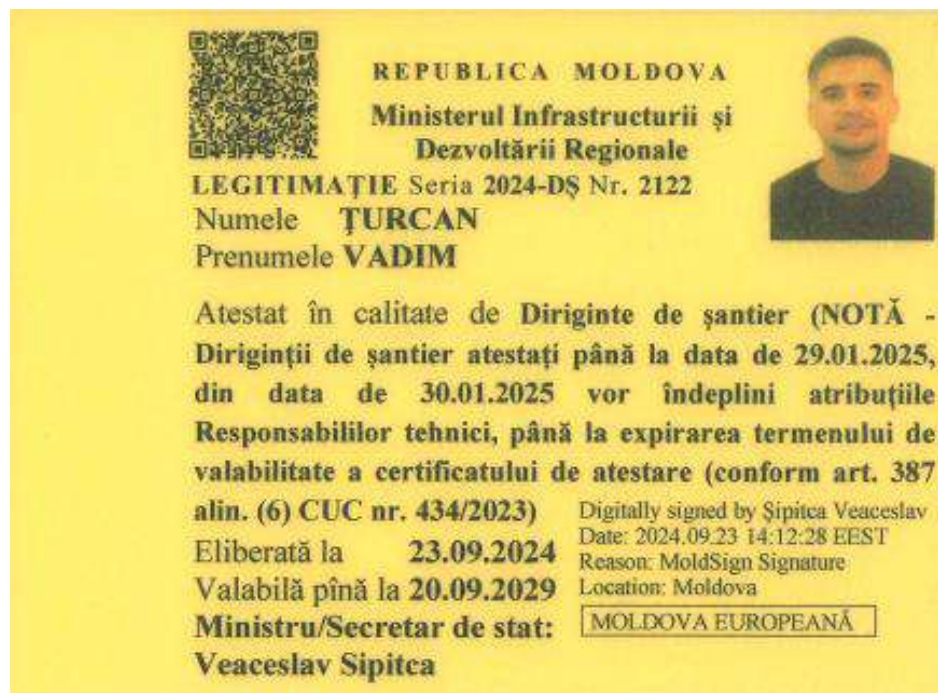 REPUBLICA MOLDOVA
Ministerul Infrastructurii și
Dezvoltării Regionale
LEGITIMAȚIE Seria 2024-DȘ Nr. 2122
Numele ȚURCAN
Prenumele VADIM
Atestat în calitate de Diriginte de șantier (NOTĂ -
Diriginții de șantier atestați până la data de 29.01.2025,
din data de 30.01.2025 vor îndeplini atribuțiile
Responsabililor tehnici, până la expirarea termenului de
valabilitate a certificatului de atestare (conform art. 387
alin. (6) CUC nr. 434/2023)
Digitally signed by Șipitca Veaceslav
Date: 2024.09.23 14:12:28 EEST
Reason: MoldSign Signature
Location: Moldova
MOLDOVA EUROPEANĂ
Eliberată la 23.09.2024
Valabilă pînă la 20.09.2029
Ministru/Secretar de stat:
Veaceslav Sipitca